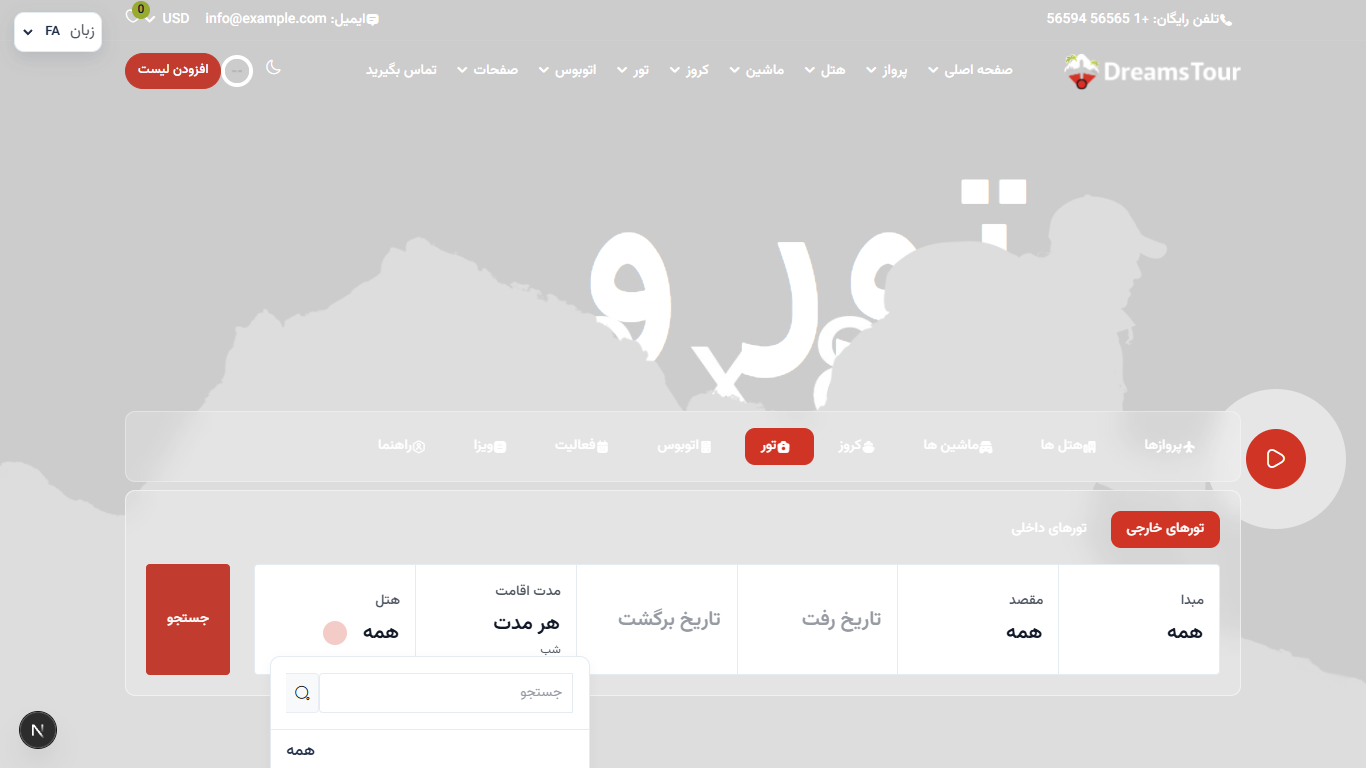 تلفن رایگان: +1 56565 56594
ایمیل: info@example.com
USD
0
زبان FA
DreamsTour
صفحه اصلی
پرواز
هتل
ماشین
کروز
تور
اتوبوس
صفحات
تماس بگیرید
افزودن لیست
تور و
پروازها
هتل ها
ماشین ها
کروز
تور
اتوبوس
فعالیت
ویزا
راهنما
تورهای خارجی
تورهای داخلی
مبدا
همه
مقصد
همه
تاریخ رفت
تاریخ برگشت
مدت اقامت
هر مدت
شب
هتل
همه
جستجو
جستجو
همه
N